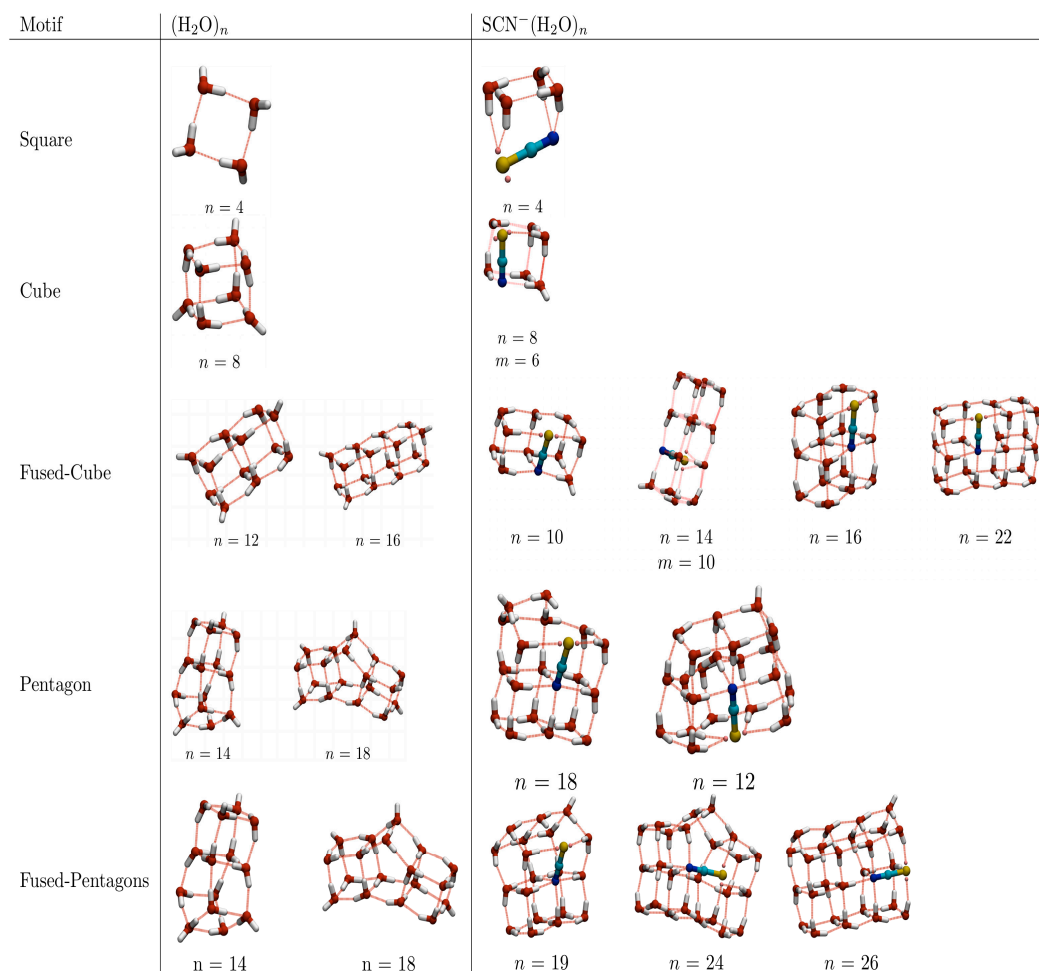 Motif (H₂O)ₙ SCN⁻(H₂O)ₙ
Square
n = 4 n = 4
Cube
n = 8 n = 8
m = 6
Fused-Cube
n = 12 n = 16 n = 10 n = 14 n = 16 n = 22
m = 10
Pentagon
n = 14 n = 18 n = 18 n = 12
Fused-Pentagons
n = 14 n = 18 n = 19 n = 24 n = 26